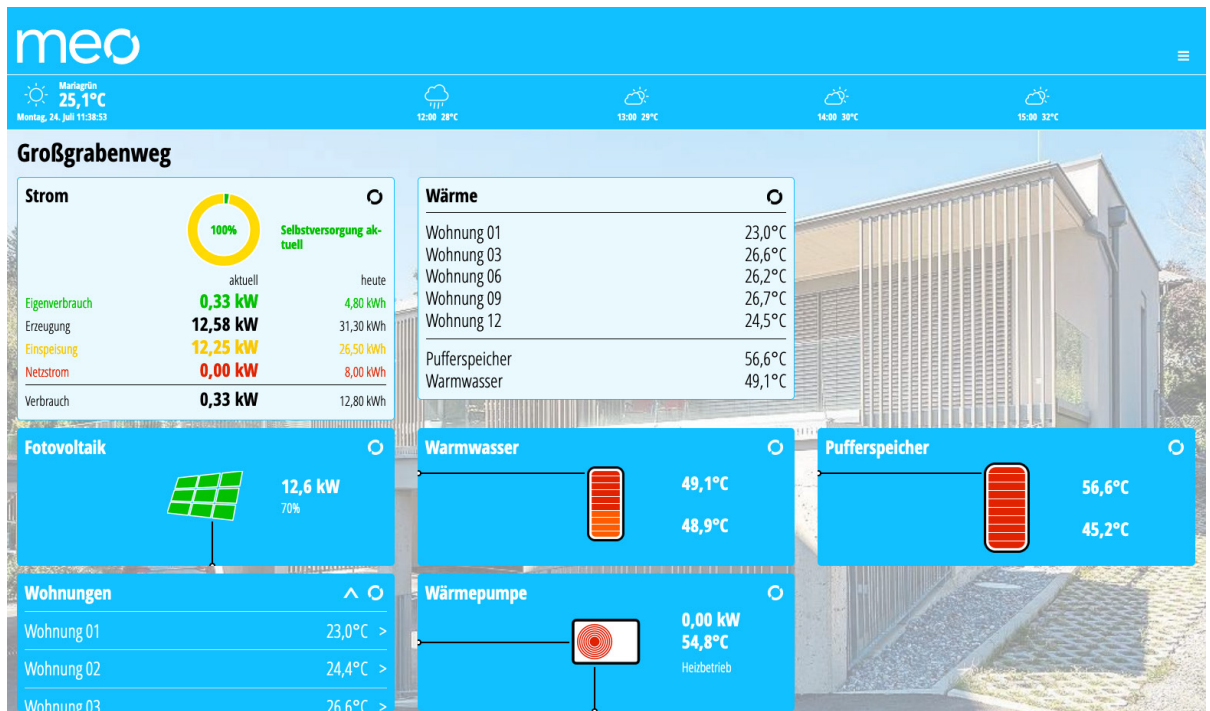 meo
Mariagrün
25,1°C
Montag, 24. Juli 11:38:53
12:00 28°C
13:00 29°C
14:00 30°C
15:00 32°C
Großgrabenweg
Strom
100%
Selbstversorgung ak-
tuell
aktuell heute
Eigenverbrauch 0,33 kW 4,80 kWh
Erzeugung 12,58 kW 31,30 kWh
Einspeisung 12,25 kW 26,50 kWh
Netzstrom 0,00 kW 8,00 kWh
Verbrauch 0,33 kW 12,80 kWh
Wärme
Wohnung 01 23,0°C
Wohnung 03 26,6°C
Wohnung 06 26,2°C
Wohnung 09 26,7°C
Wohnung 12 24,5°C
Pufferspeicher 56,6°C
Warmwasser 49,1°C
Fotovoltaik
12,6 kW
70%
Warmwasser
49,1°C
48,9°C
Pufferspeicher
56,6°C
45,2°C
Wohnungen
Wohnung 01 23,0°C >
Wohnung 02 24,4°C >
Wohnung 03 26,6°C >
Wärmepumpe
0,00 kW
54,8°C
Heizbetrieb